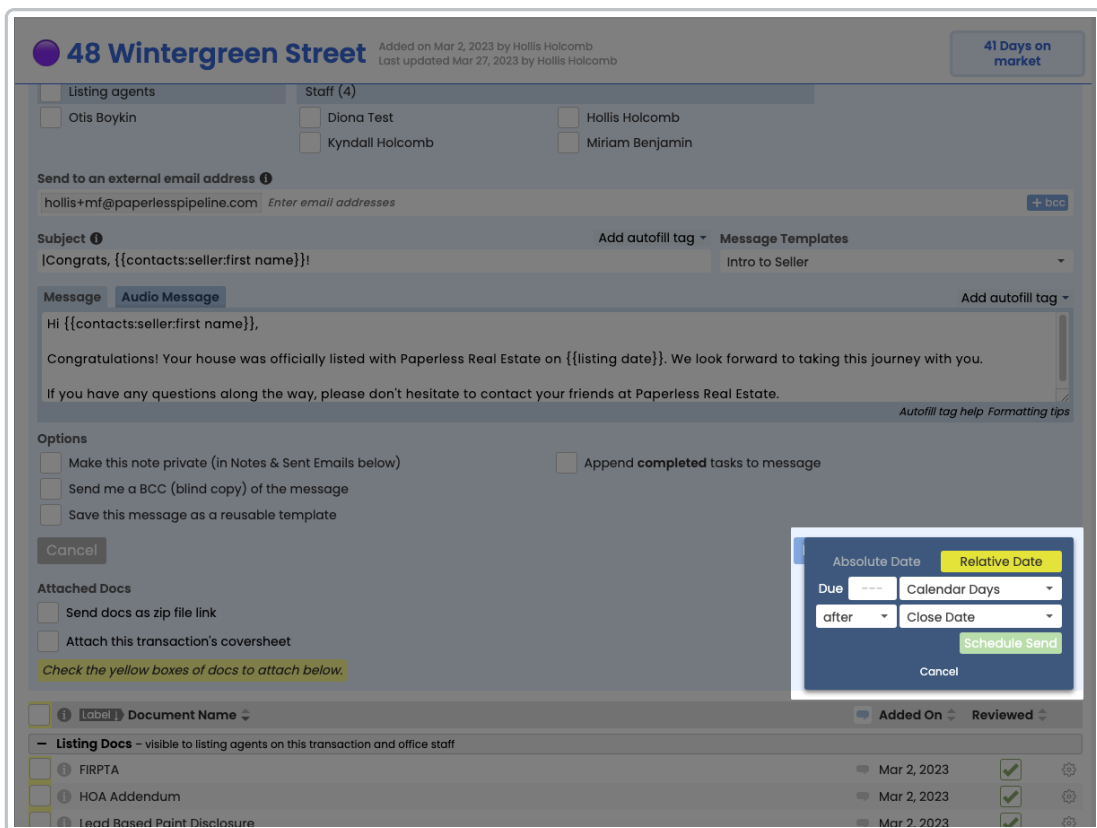 48 Wintergreen Street
Added on Mar 2, 2023 by Hollis Holcomb
Last updated Mar 27, 2023 by Hollis Holcomb
41 Days on
market
Listing agents
Staff (4)
Otis Boykin
Diona Test
Hollis Holcomb
Kyndall Holcomb
Miriam Benjamin
Send to an external email address
hollis+mf@paperlesspipeline.com Enter email addresses
+ bcc
Subject
Add autofill tag
Message Templates
Congrats, {{contacts:seller:first name}}!
Intro to Seller
Message
Audio Message
Add autofill tag
Hi {{contacts:seller:first name}},
Congratulations! Your house was officially listed with Paperless Real Estate on {{listing date}}. We look forward to taking this journey with you.
If you have any questions along the way, please don't hesitate to contact your friends at Paperless Real Estate.
Autofill tag help Formatting tips
Options
Make this note private (in Notes & Sent Emails below)
Append completed tasks to message
Send me a BCC (blind copy) of the message
Save this message as a reusable template
Cancel
Absolute Date
Relative Date
Due --- Calendar Days
after Close Date
Schedule Send
Cancel
Attached Docs
Send docs as zip file link
Attach this transaction's coversheet
Check the yellow boxes of docs to attach below.
Label Document Name
Added On
Reviewed
– Listing Docs – visible to listing agents on this transaction and office staff
FIRPTA
Mar 2, 2023
HOA Addendum
Mar 2, 2023
Lead Based Paint Disclosure
Mar 2, 2023